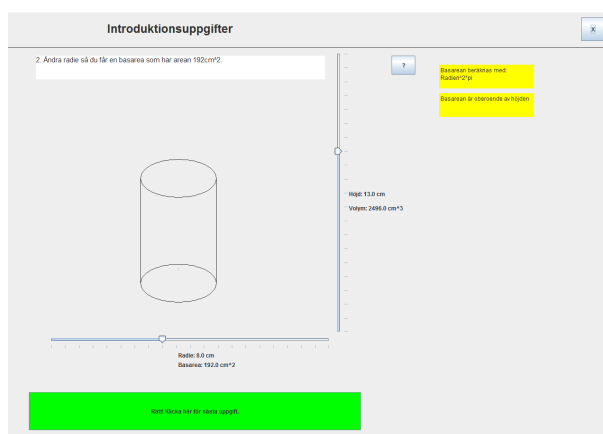 Introduktionsuppgifter
X
2. Ändra radie så du får en basarea som har arean 192cm^2.
?
Basarean beräknas med:
Radien^2*pi
Basarean är oberoende av höjden
Höjd: 13.0 cm
Volym: 2496.0 cm^3
Radie: 8.0 cm
Basarea: 192.0 cm^2
Rätt! Klicka här för nästa uppgift.